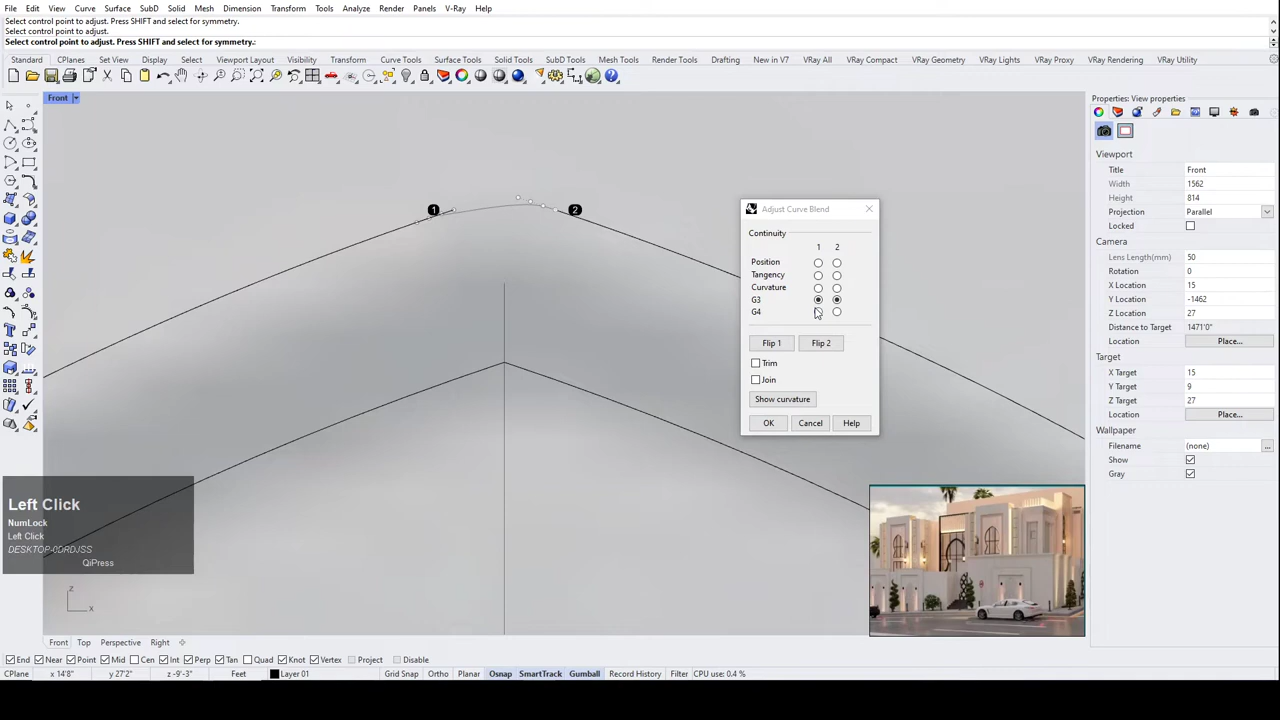 File Edit View Curve Surface SubD Solid Mesh Dimension Transform Tools Analyze Render Panels V-Ray Help
Select control point to adjust. Press SHIFT and select for symmetry.
Select control point to adjust.
Select control point to adjust. Press SHIFT and select for symmetry.:
Standard CPlanes Set View Display Select Viewport Layout Visibility Transform Curve Tools Surface Tools Solid Tools SubD Tools Mesh Tools Render Tools Drafting New in V7 VRay All VRay Compact VRay Geometry VRay Lights VRay Proxy VRay Rendering VRay Utility
Front
Properties: View properties
Viewport
Title Front
Width 1562
Height 814
Projection Parallel
Locked
Camera
Lens Length(mm) 50
Rotation 0
X Location 15
Y Location -1462
Z Location 27
Distance to Target 1471'0"
Location Place...
Target
X Target 15
Y Target 9
Z Target 27
Location Place...
Wallpaper
Filename (none) ...
Show
Gray
1 2
Adjust Curve Blend
Continuity
1 2
Position
Tangency
Curvature
G3
G4
Flip 1 Flip 2
Trim
Join
Show curvature
OK Cancel Help
Left Click
NumLock
Left Click
DESKTOP-0DRDJSS
QiPress
z
x
Front Top Perspective Right
End Near Point Mid Cen Int Perp Tan Quad Knot Vertex Project Disable
CPlane x 14'8" y 27'2" z -9'-3" Feet Layer 01 Grid Snap Ortho Planar Osnap SmartTrack Gumball Record History Filter CPU use: 0.4 %